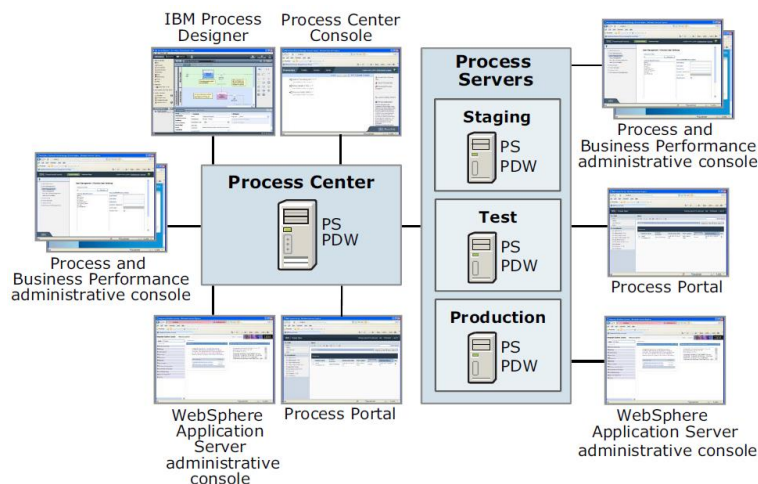 IBM Process
Designer
Process Center
Console
Process and
Business Performance
administrative console
Process Center
PS
PDW
WebSphere
Application
Server
administrative
console
Process Portal
Process
Servers
Staging
PS
PDW
Test
PS
PDW
Production
PS
PDW
Process and
Business Performance
administrative console
Process Portal
WebSphere
Application Server
administrative console